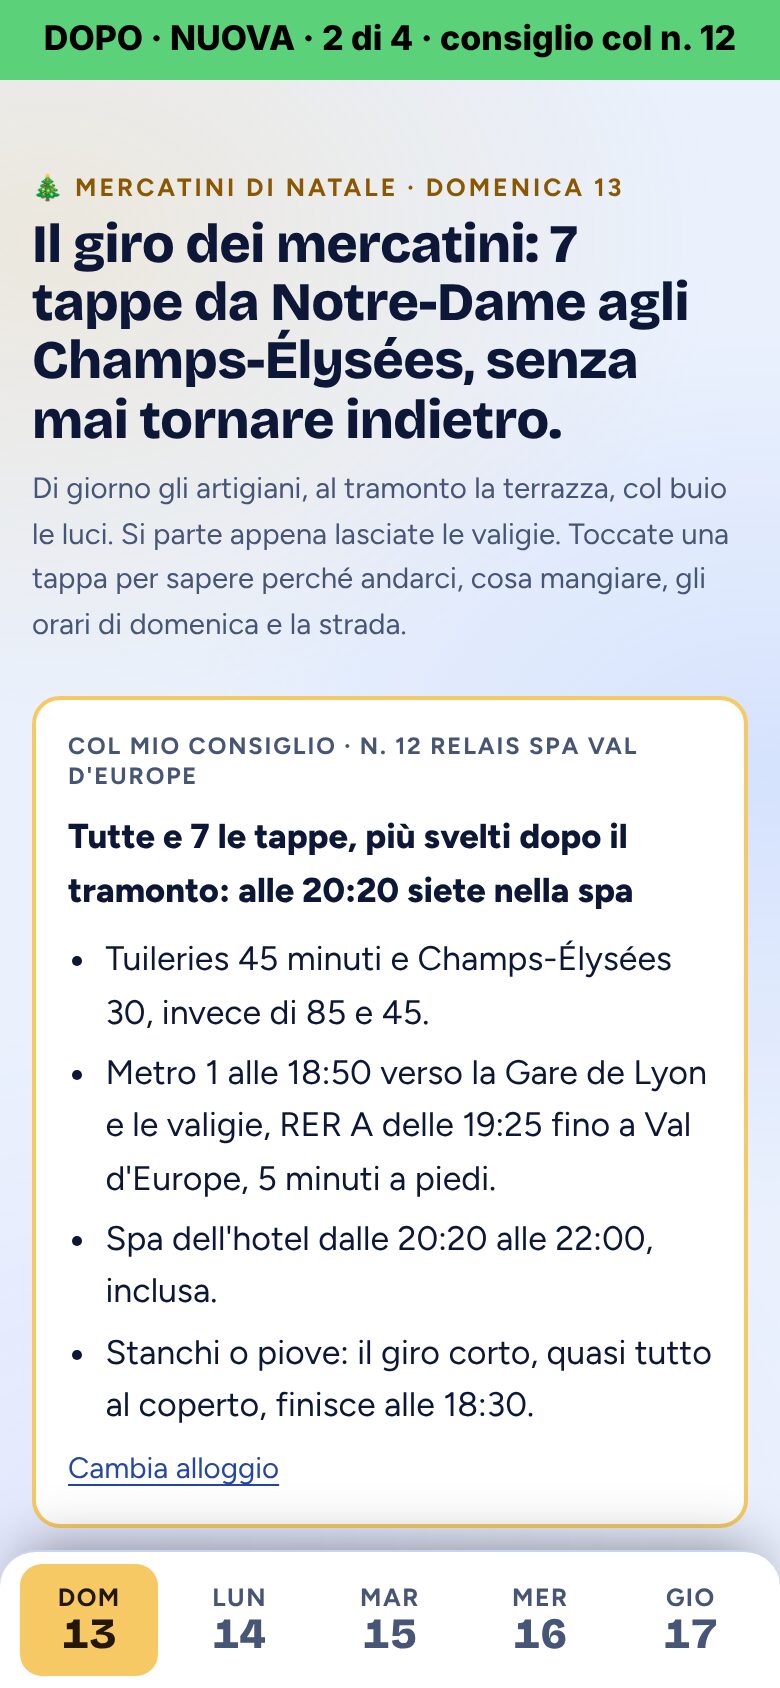 DOPO · NUOVA · 2 di 4 · consiglio col n. 12
🎄 MERCATINI DI NATALE · DOMENICA 13
Il giro dei mercatini: 7
tappe da Notre-Dame agli
Champs-Élysées, senza
mai tornare indietro.
Di giorno gli artigiani, al tramonto la terrazza, col buio
le luci. Si parte appena lasciate le valigie. Toccate una
tappa per sapere perché andarci, cosa mangiare, gli
orari di domenica e la strada.
COL MIO CONSIGLIO · N. 12 RELAIS SPA VAL
D'EUROPE
Tutte e 7 le tappe, più svelti dopo il
tramonto: alle 20:20 siete nella spa
• Tuileries 45 minuti e Champs-Élysées
30, invece di 85 e 45.
• Metro 1 alle 18:50 verso la Gare de Lyon
e le valigie, RER A delle 19:25 fino a Val
d'Europe, 5 minuti a piedi.
• Spa dell'hotel dalle 20:20 alle 22:00,
inclusa.
• Stanchi o piove: il giro corto, quasi tutto
al coperto, finisce alle 18:30.
Cambia alloggio
DOM LUN MAR MER GIO
13 14 15 16 17